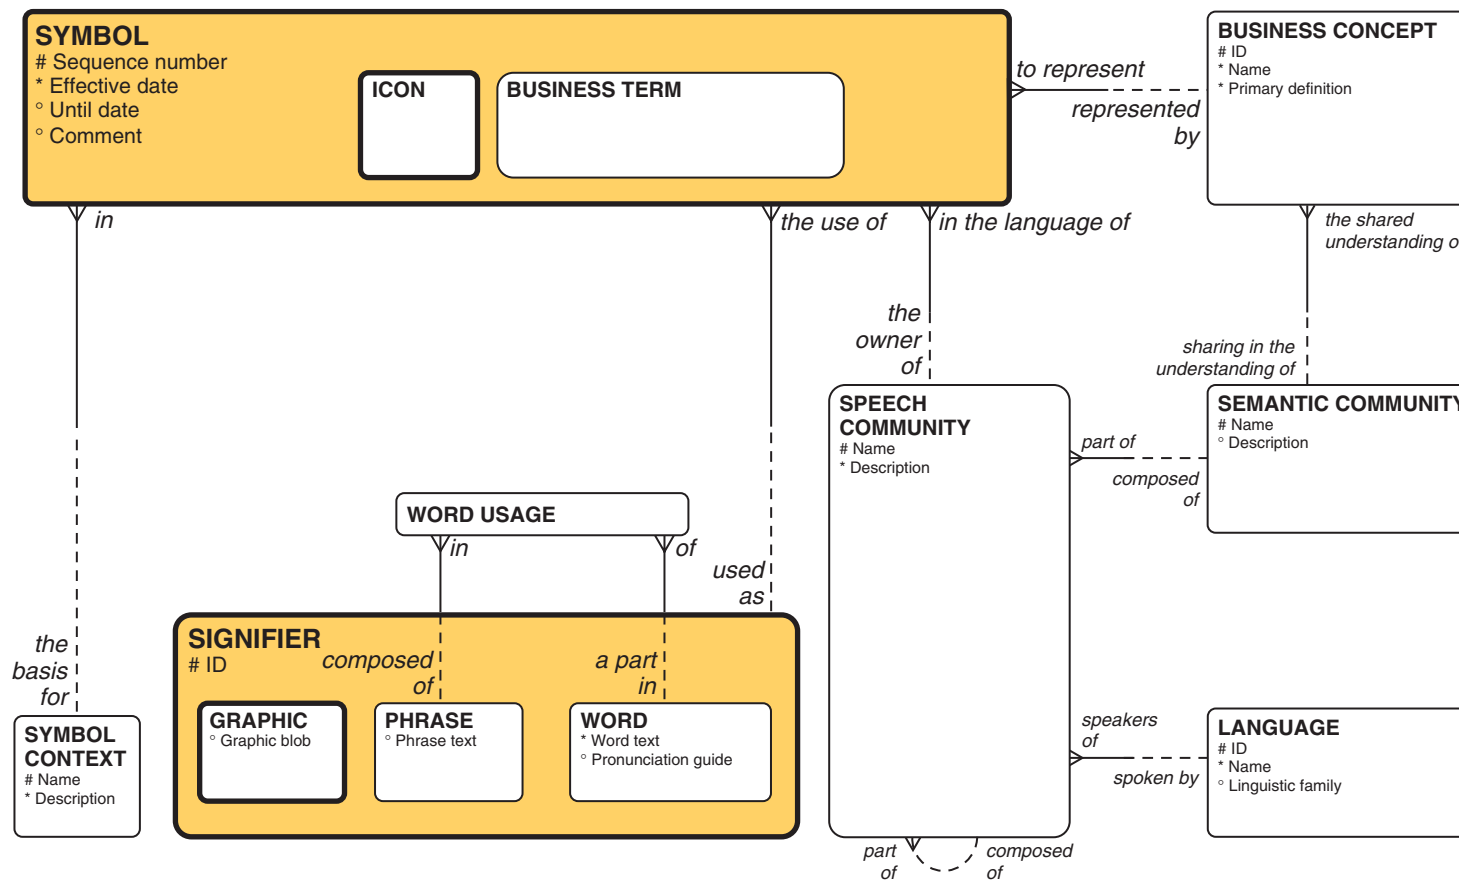 SYMBOL
# Sequence number
* Effective date
° Until date
° Comment
ICON
BUSINESS TERM
to represent
represented
by
BUSINESS CONCEPT
# ID
* Name
* Primary definition
in
the use of
in the language of
the shared
understanding o
the
owner
of
sharing in the
understanding of
SPEECH
COMMUNITY
# Name
* Description
part of
composed
of
SEMANTIC COMMUNITY
# Name
° Description
WORD USAGE
in
of
used
as
the
basis
for
SIGNIFIER
# ID
composed
of
a part
in
GRAPHIC
° Graphic blob
PHRASE
° Phrase text
WORD
* Word text
° Pronunciation guide
SYMBOL
CONTEXT
# Name
* Description
speakers
of
spoken by
LANGUAGE
# ID
* Name
° Linguistic family
part
of
composed
of